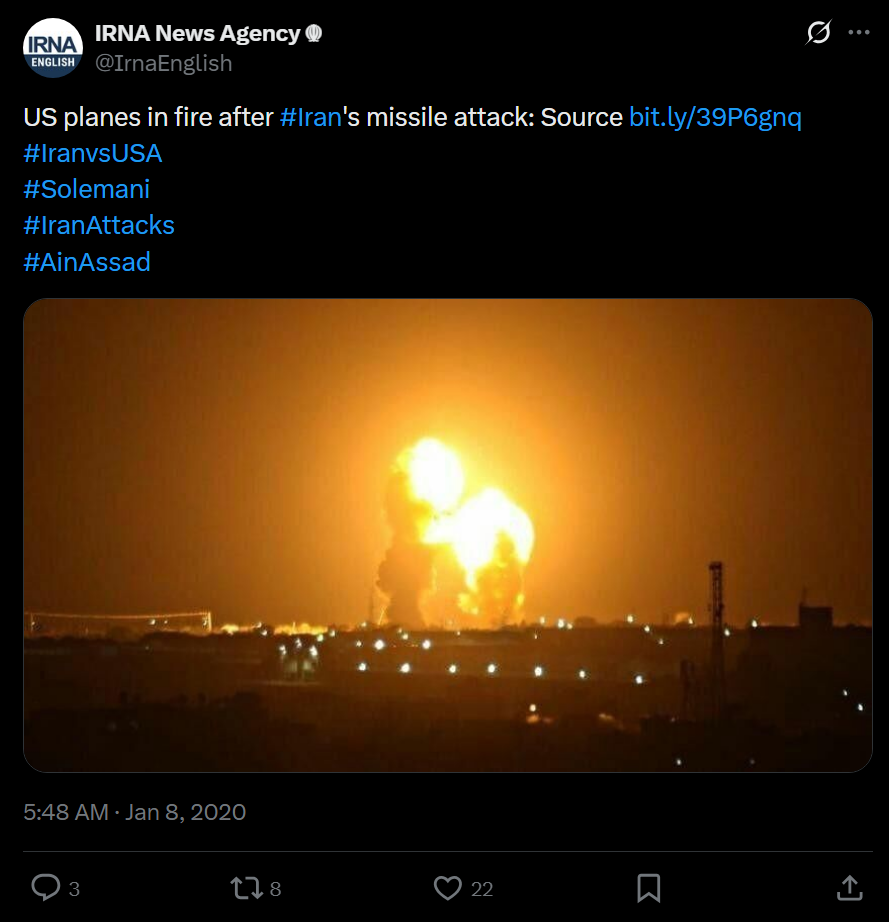 IRNA
ENGLISH
IRNA News Agency
@IrnaEnglish
US planes in fire after #Iran's missile attack: Source bit.ly/39P6gnq
#IranvsUSA
#Solemani
#IranAttacks
#AinAssad
5:48 AM · Jan 8, 2020
3 8 22